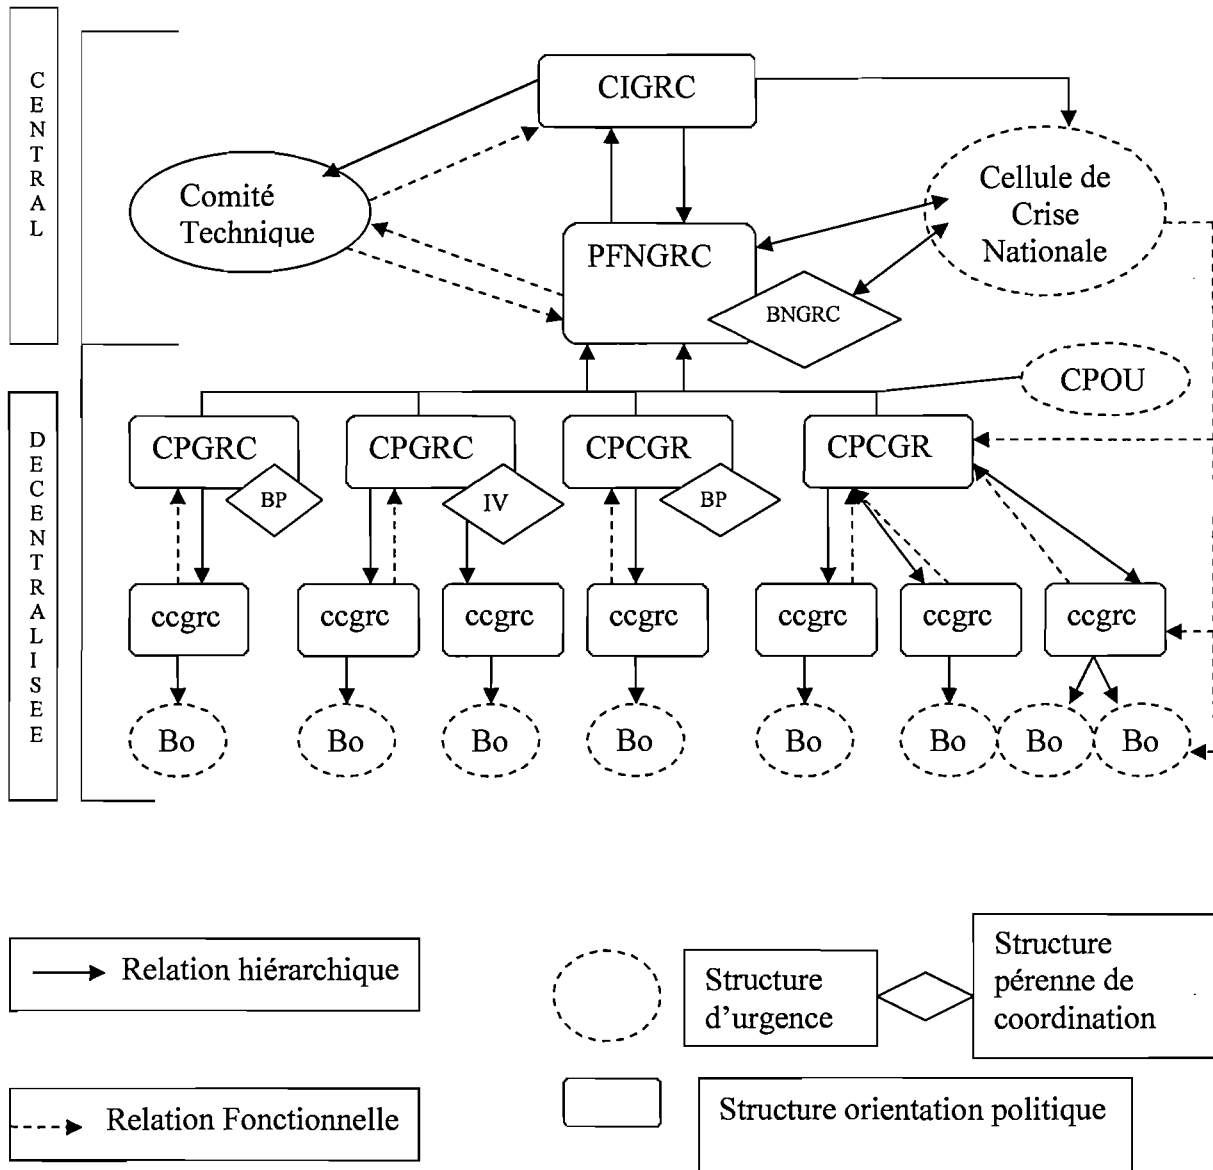 CENTRAL
CIGRC
Comité
Technique
Cellule de
Crise
Nationale
PFNGRC
BNGRC
CPOU
DECENTRALISEE
CPGRC
CPGRC
CPCGR
CPCGR
BP
IV
BP
ccgrc
ccgrc
ccgrc
ccgrc
ccgrc
ccgrc
ccgrc
Bo
Bo
Bo
Bo
Bo
Bo
Bo
Bo
Relation hiérarchique
Structure
d'urgence
Structure
pérenne de
coordination
Relation Fonctionnelle
Structure orientation politique